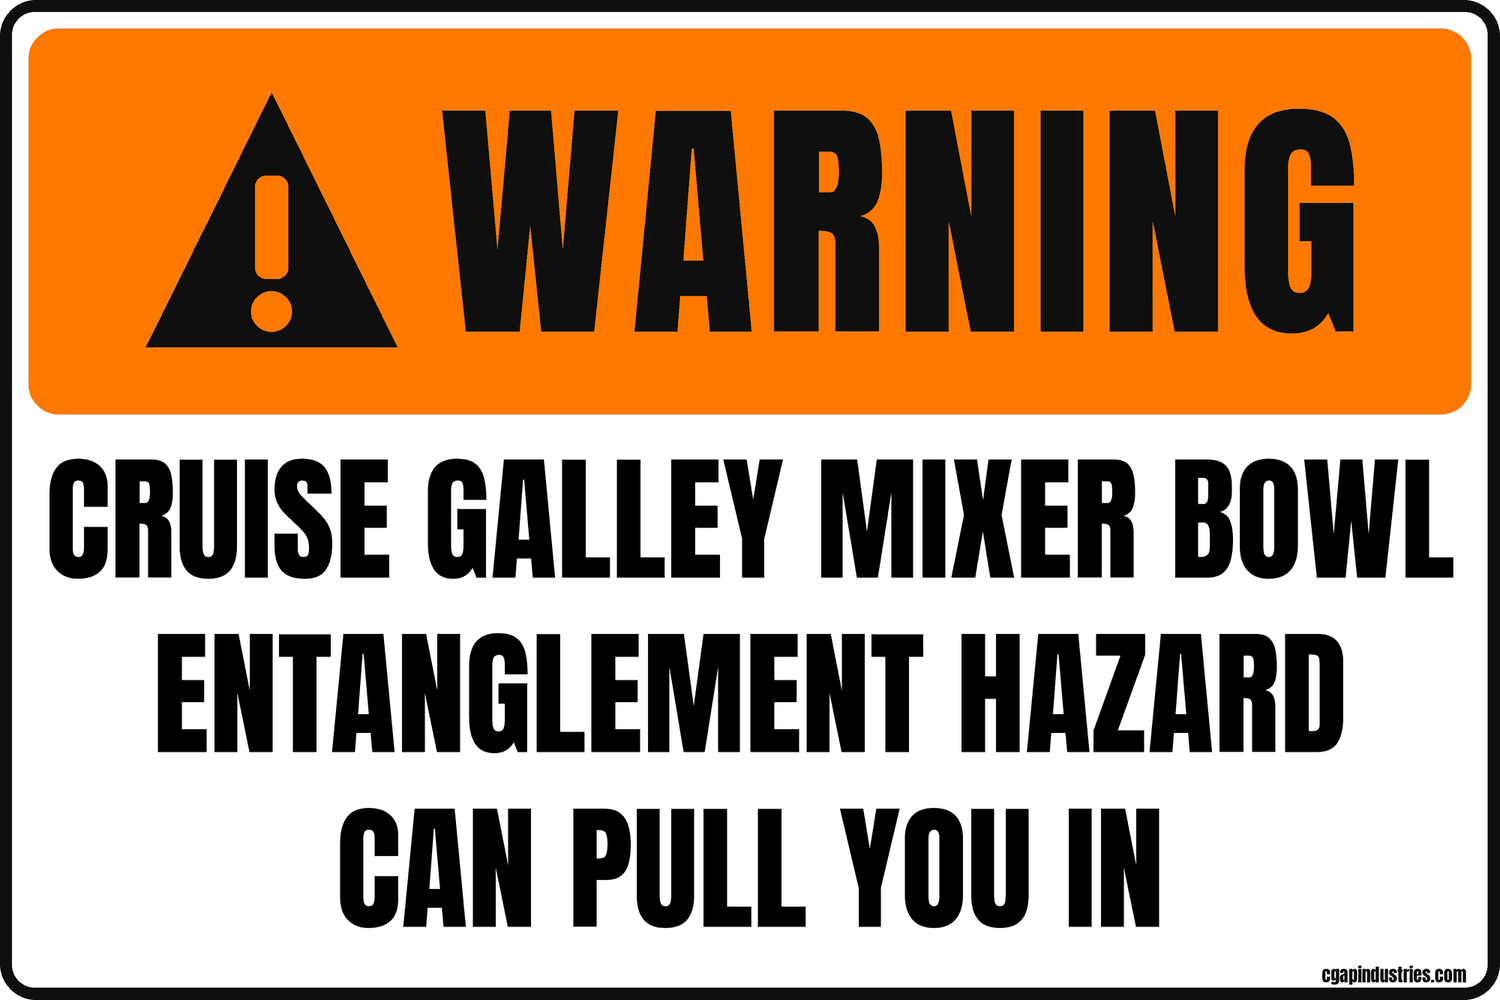 WARNING
CRUISE GALLEY MIXER BOWL
ENTANGLEMENT HAZARD
CAN PULL YOU IN
cgapindustries.com